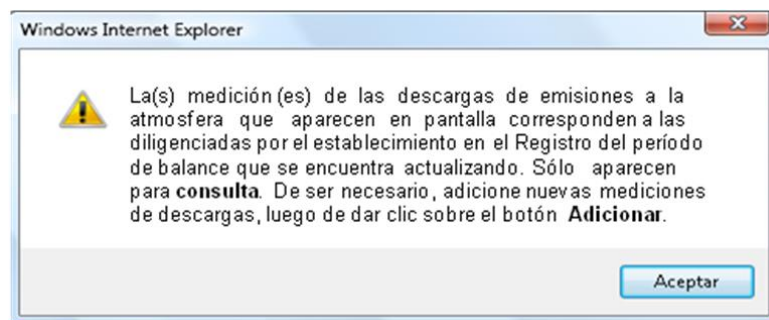 Windows Internet Explorer
La(s) medición (es) de las descargas de emisiones a la
atmosfera que aparecen en pantalla corresponden a las
diligenciadas por el establecimiento en el Registro del período
de balance que se encuentra actualizando. Sólo aparecen
para consulta. De ser necesario, adicione nuevas mediciones
de descargas, luego de dar clic sobre el botón Adicionar.
Aceptar